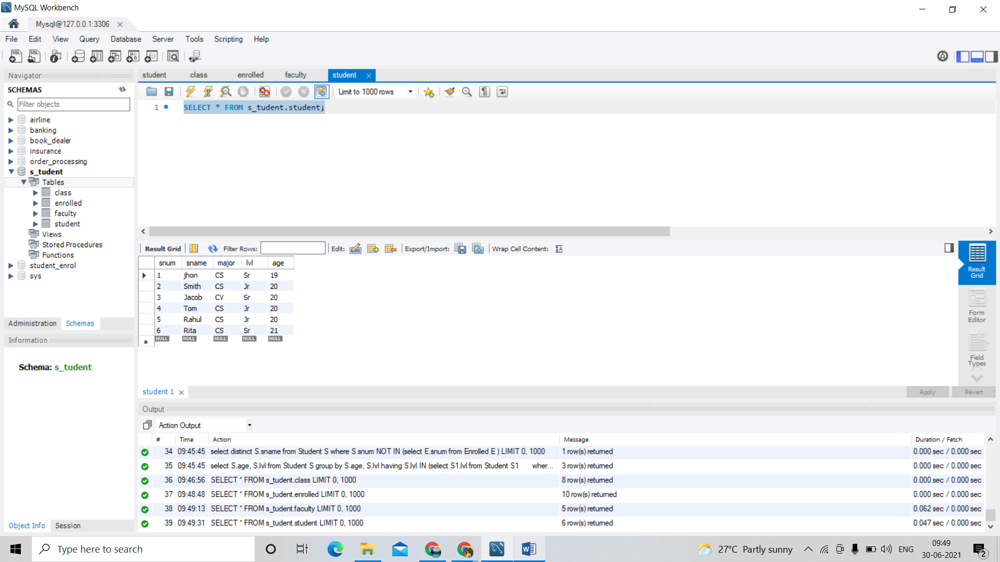 MySQL Workbench
Mysql@127.0.0.1:3306
File Edit View Query Database Server Tools Scripting Help
Navigator
SCHEMAS
Filter objects
airline
banking
book_dealer
insurance
order_processing
s_tudent
Tables
class
enrolled
faculty
student
Views
Stored Procedures
Functions
student_enrol
sys
Administration Schemas
Information
Schema: s_tudent
Object Info Session
student class enrolled faculty student
Limit to 1000 rows
1 SELECT * FROM s_tudent.student;
Result Grid Filter Rows: Edit: Export/Import: Wrap Cell Content:
snum sname major lvl age
1 jhon CS Sr 19
2 Smith CS Jr 20
3 Jacob CV Sr 20
4 Tom CS Jr 20
5 Rahul CS Jr 20
6 Rita CS Sr 21
NULL NULL NULL NULL NULL
Result
Grid
Form
Editor
Field
Types
student 1
Apply Revert
Output
Action Output
# Time Action Message Duration / Fetch
34 09:45:45 select distinct S.sname from Student S where S.snum NOT IN (select E.snum from Enrolled E ) LIMIT 0, 1000 1 row(s) returned 0.000 sec / 0.000 sec
35 09:45:45 select S.age, S.lvl from Student S group by S.age, S.lvl having S.lvl IN (select S1.lvl from Student S1 wher... 3 row(s) returned 0.000 sec / 0.000 sec
36 09:46:56 SELECT * FROM s_tudent.class LIMIT 0, 1000 8 row(s) returned 0.000 sec / 0.000 sec
37 09:48:48 SELECT * FROM s_tudent.enrolled LIMIT 0, 1000 10 row(s) returned 0.000 sec / 0.000 sec
38 09:49:13 SELECT * FROM s_tudent.faculty LIMIT 0, 1000 5 row(s) returned 0.062 sec / 0.000 sec
39 09:49:31 SELECT * FROM s_tudent.student LIMIT 0, 1000 6 row(s) returned 0.047 sec / 0.000 sec
Type here to search
27°C Partly sunny
ENG
09:49
30-06-2021
2